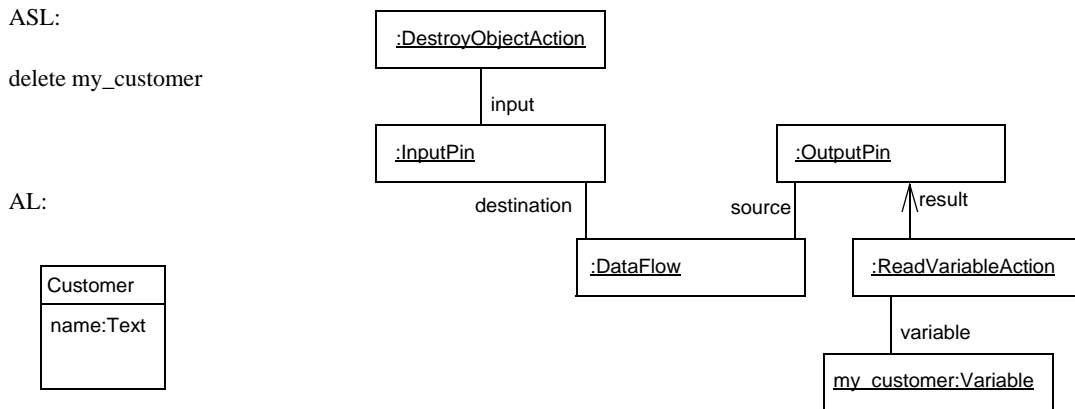 ASL:
delete my_customer
:DestroyObjectAction
input
:InputPin
:OutputPin
AL:
destination
source
result
:DataFlow
:ReadVariableAction
Customer
name:Text
variable
my_customer:Variable